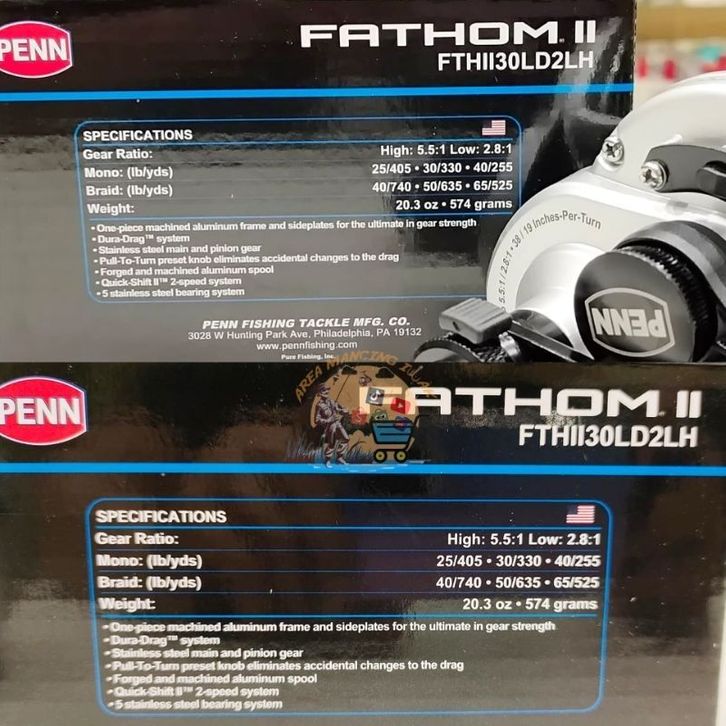 PENN
FATHOM II
FTHII30LD2LH
SPECIFICATIONS
Gear Ratio: High: 5.5:1 Low: 2.8:1
Mono: (lb/yds) 25/405 • 30/330 • 40/255
Braid: (lb/yds) 40/740 • 50/635 • 65/525
Weight: 20.3 oz • 574 grams
• One-piece machined aluminum frame and sideplates for the ultimate in gear strength
• Dura-Drag™ system
• Stainless steel main and pinion gear
• Pull-To-Turn preset knob eliminates accidental changes to the drag
• Forged and machined aluminum spool
• Quick-Shift II™ 2-speed system
• 5 stainless steel bearing system
5.5:1 / 2.8:1 • 38 / 19 Inches-Per-Turn
PENN
PENN FISHING TACKLE MFG. CO.
3028 W Hunting Park Ave, Philadelphia, PA 19132
www.pennfishing.com
Pure Fishing, Inc.
AREA MANCING
PENN
FATHOM II
FTHII30LD2LH
SPECIFICATIONS
Gear Ratio: High: 5.5:1 Low: 2.8:1
Mono: (lb/yds) 25/405 • 30/330 • 40/255
Braid: (lb/yds) 40/740 • 50/635 • 65/525
Weight: 20.3 oz • 574 grams
• One-piece machined aluminum frame and sideplates for the ultimate in gear strength
• Dura-Drag™ system
• Stainless steel main and pinion gear
• Pull-To-Turn preset knob eliminates accidental changes to the drag
• Forged and machined aluminum spool
• Quick-Shift II™ 2-speed system
• 5 stainless steel bearing system